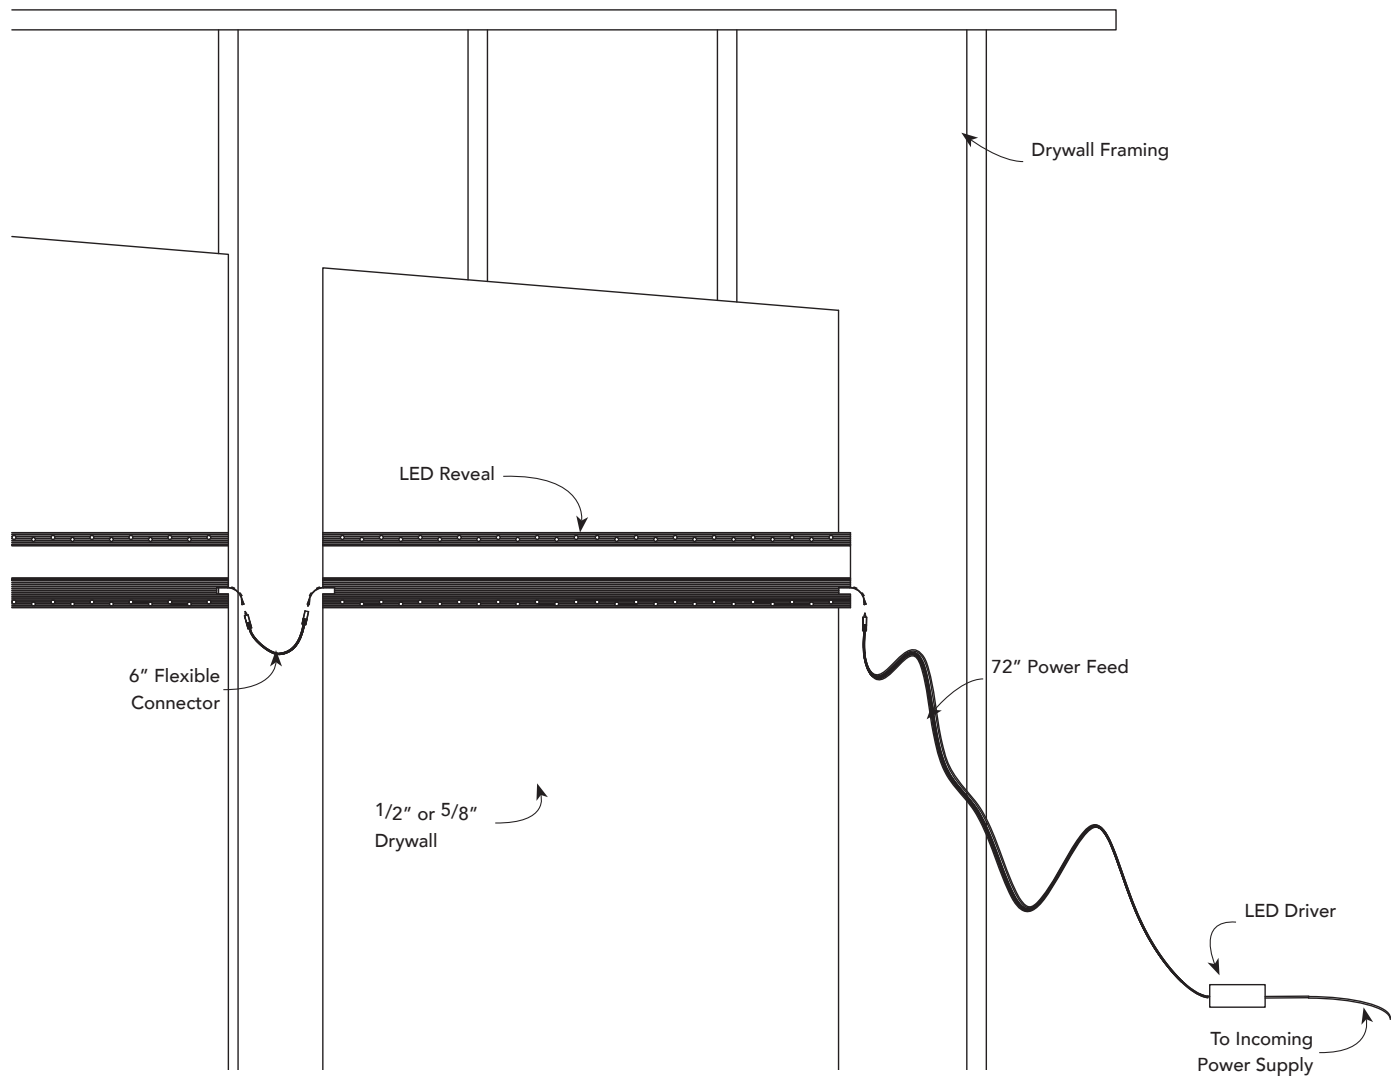 Drywall Framing
LED Reveal
6” Flexible
Connector
72” Power Feed
1/2” or 5/8”
Drywall
LED Driver
To Incoming
Power Supply